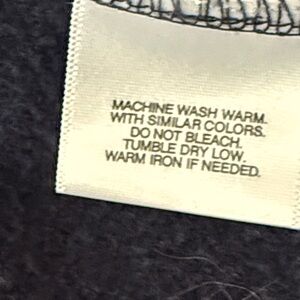 MACHINE WASH WARM.
WITH SIMILAR COLORS.
DO NOT BLEACH.
TUMBLE DRY LOW.
WARM IRON IF NEEDED.